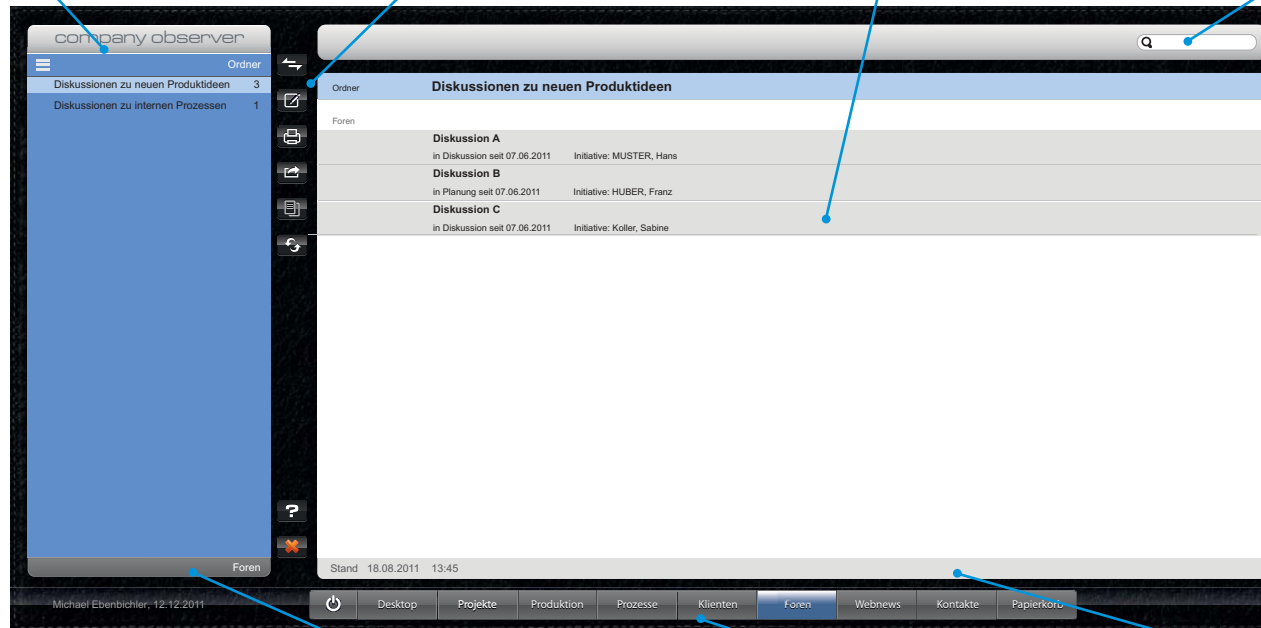 company observer
Ordner
Diskussionen zu neuen Produktideen 3
Diskussionen zu internen Prozessen 1
Ordner Diskussionen zu neuen Produktideen
Foren
Diskussion A
in Diskussion seit 07.06.2011 Initiative: MUSTER, Hans
Diskussion B
in Planung seit 07.06.2011 Initiative: HUBER, Franz
Diskussion C
in Diskussion seit 07.06.2011 Initiative: Koller, Sabine
?
Foren
Stand 18.08.2011 13:45
Michael Ebenbichler, 12.12.2011
Desktop Projekte Produktion Prozesse Klienten Foren Webnews Kontakte Papierkorb